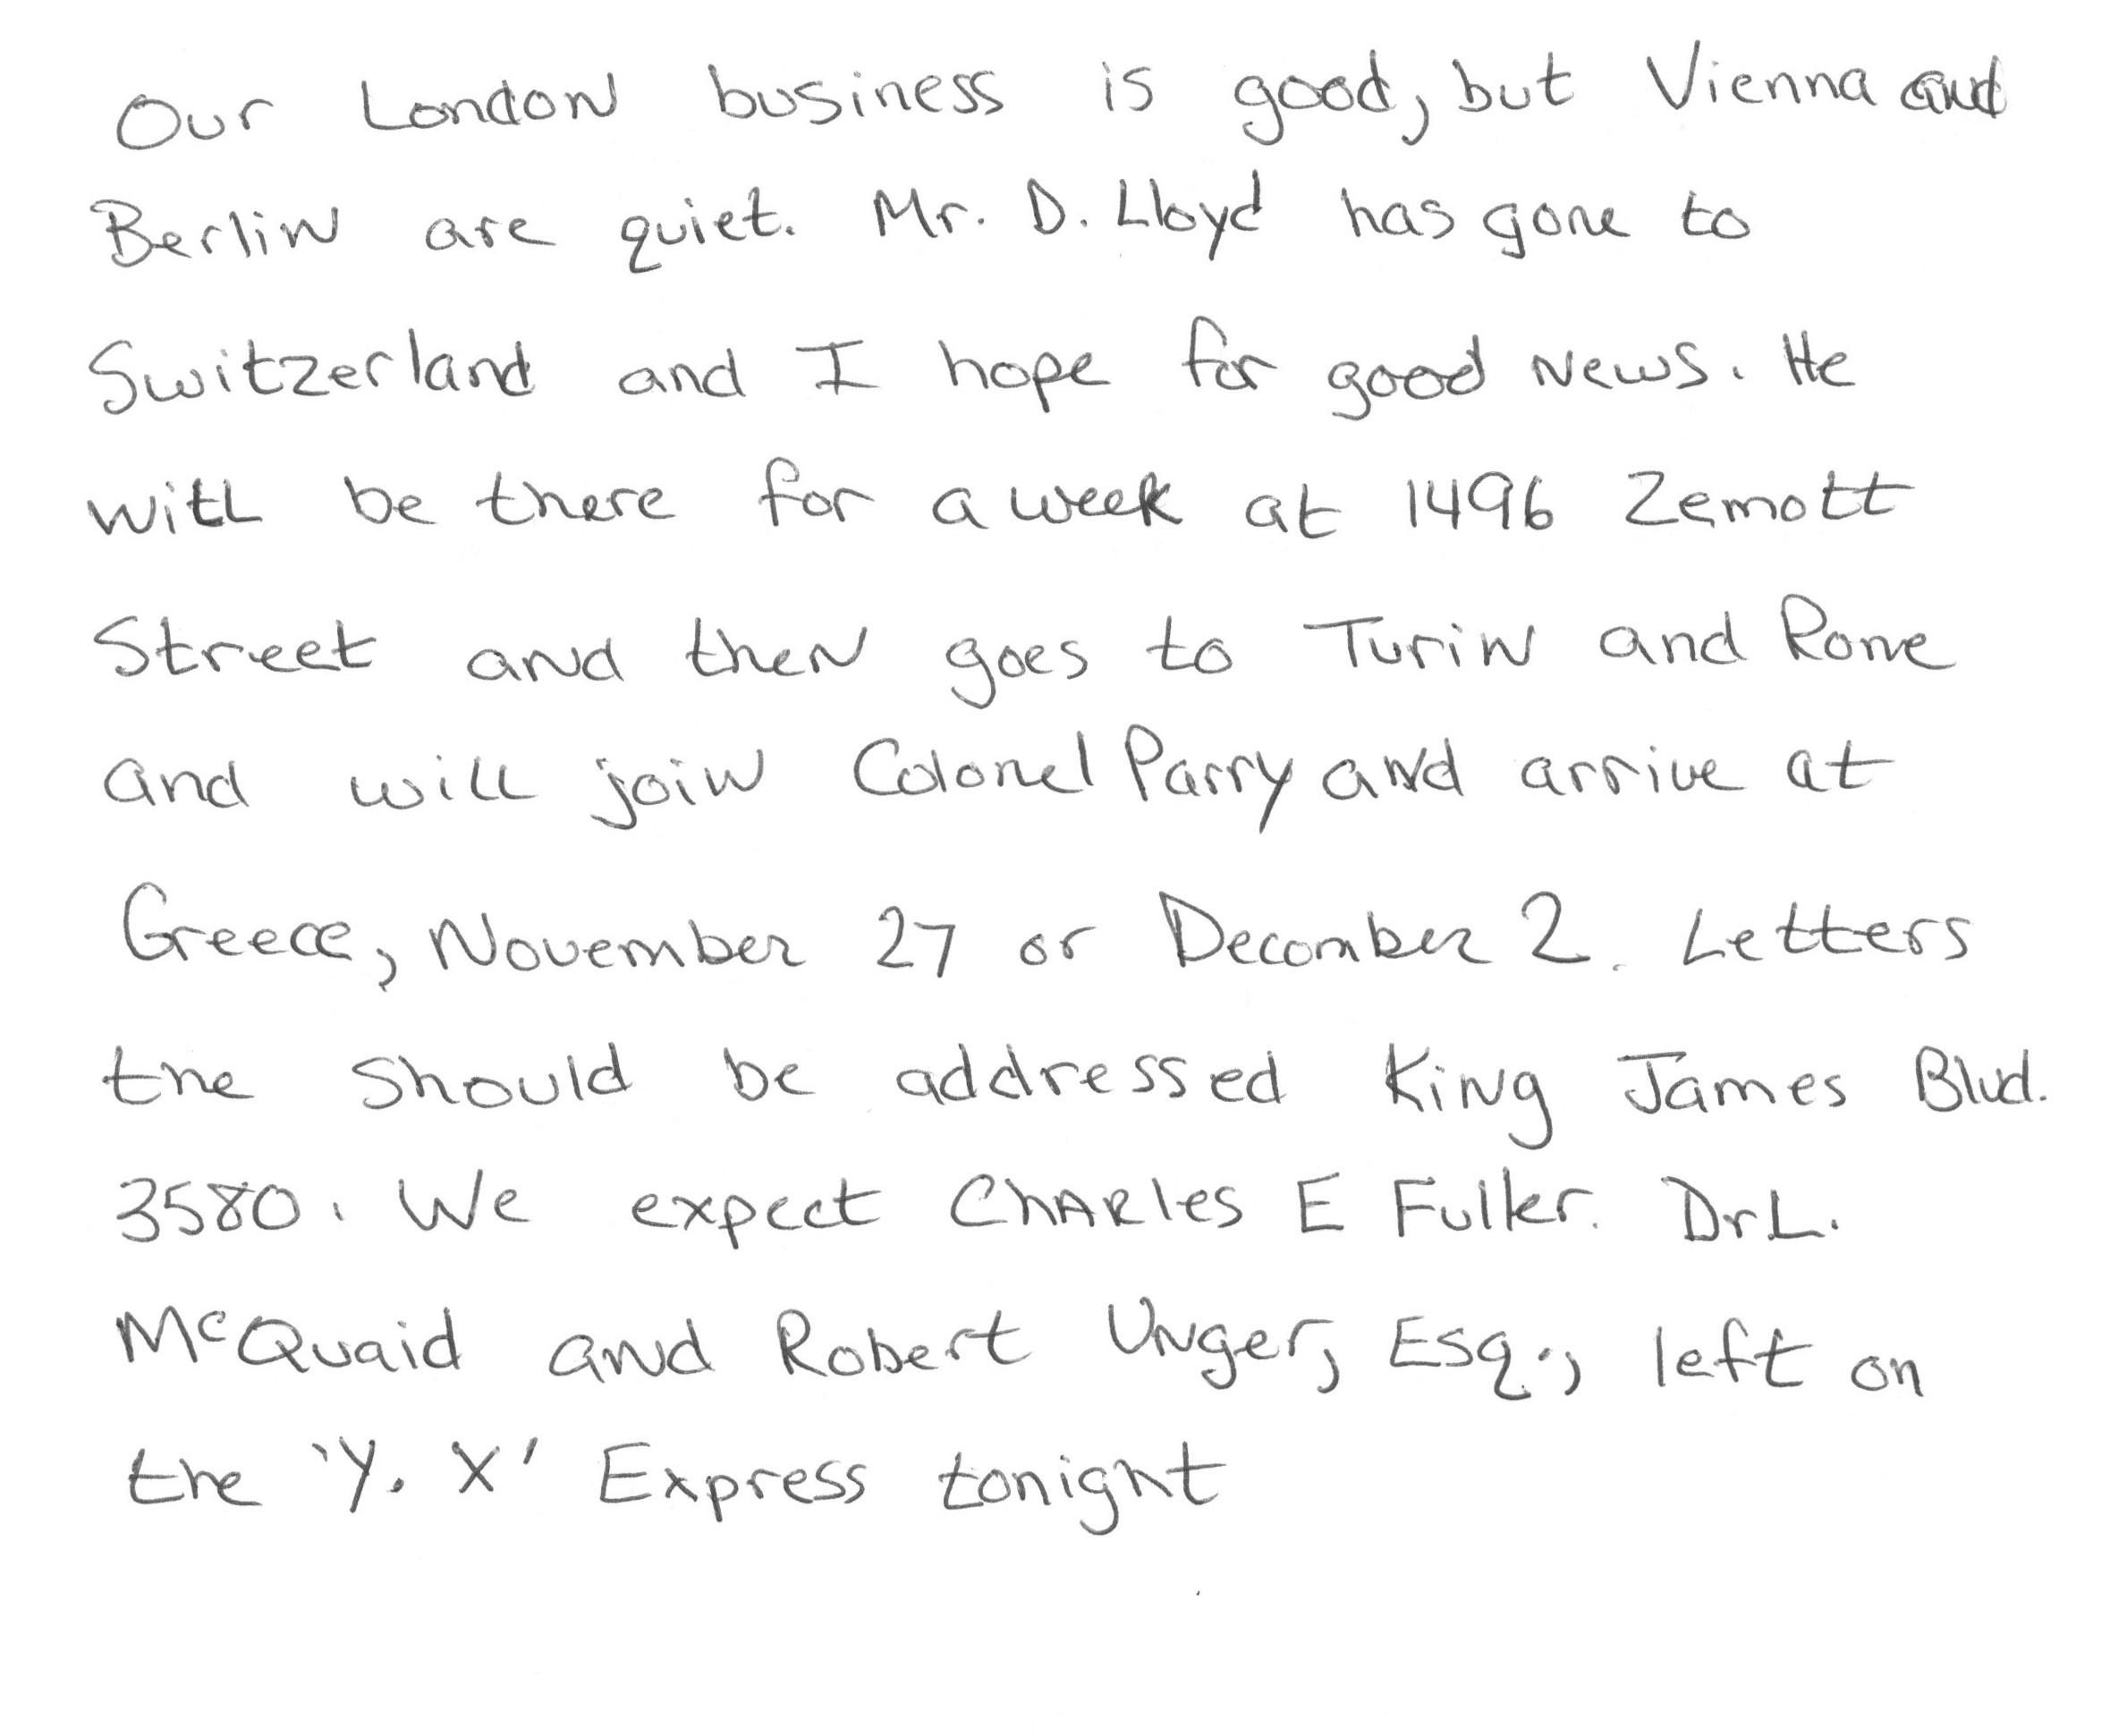 Our London business is good, but Vienna and
Berlin are quiet. Mr. D. Lloyd has gone to
Switzerland and I hope for good news. He
will be there for a week at 1496 Zemott
Street and then goes to Turin and Rome
and will join Colonel Parry and arrive at
Greece, November 27 or December 2. Letters
the should be addressed King James Blvd.
3580. We expect Charles E Fuller. Dr L.
McQuaid and Robert Unger, Esq., left on
the 'Y. X' Express tonight